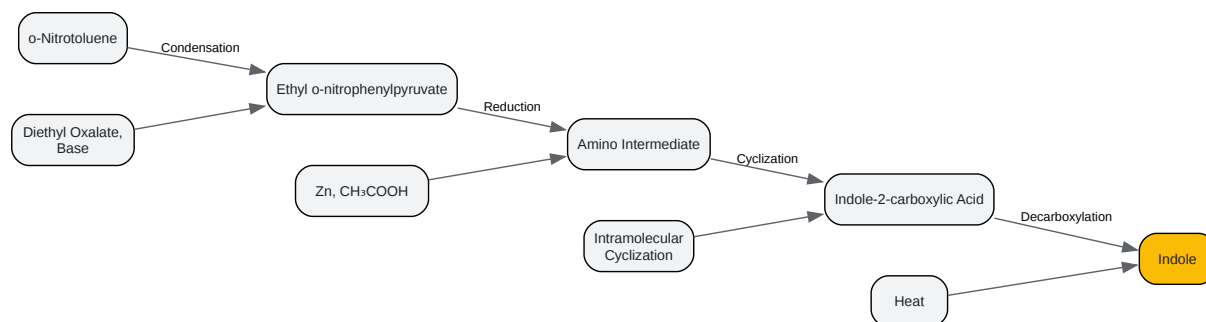 o-Nitrotoluene
Condensation
Ethyl o-nitrophenylpyruvate
Diethyl Oxalate,
Base
Reduction
Amino Intermediate
Zn, CH₃COOH
Cyclization
Indole-2-carboxylic Acid
Intramolecular
Cyclization
Decarboxylation
Indole
Heat